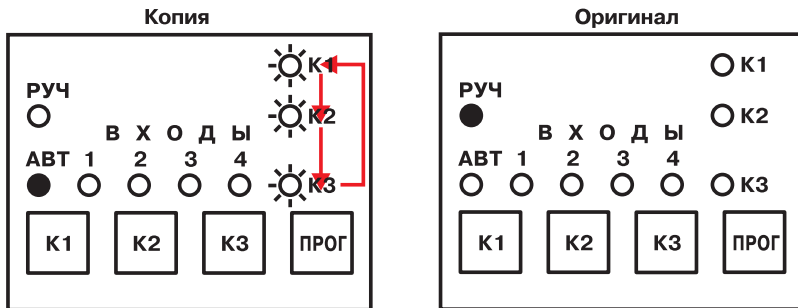 Копия
К1
РУЧ
К2
В Х О Д Ы
АВТ 1 2 3 4
К3
К1 К2 К3 ПРОГ
Оригинал
К1
РУЧ
К2
В Х О Д Ы
АВТ 1 2 3 4
К3
К1 К2 К3 ПРОГ